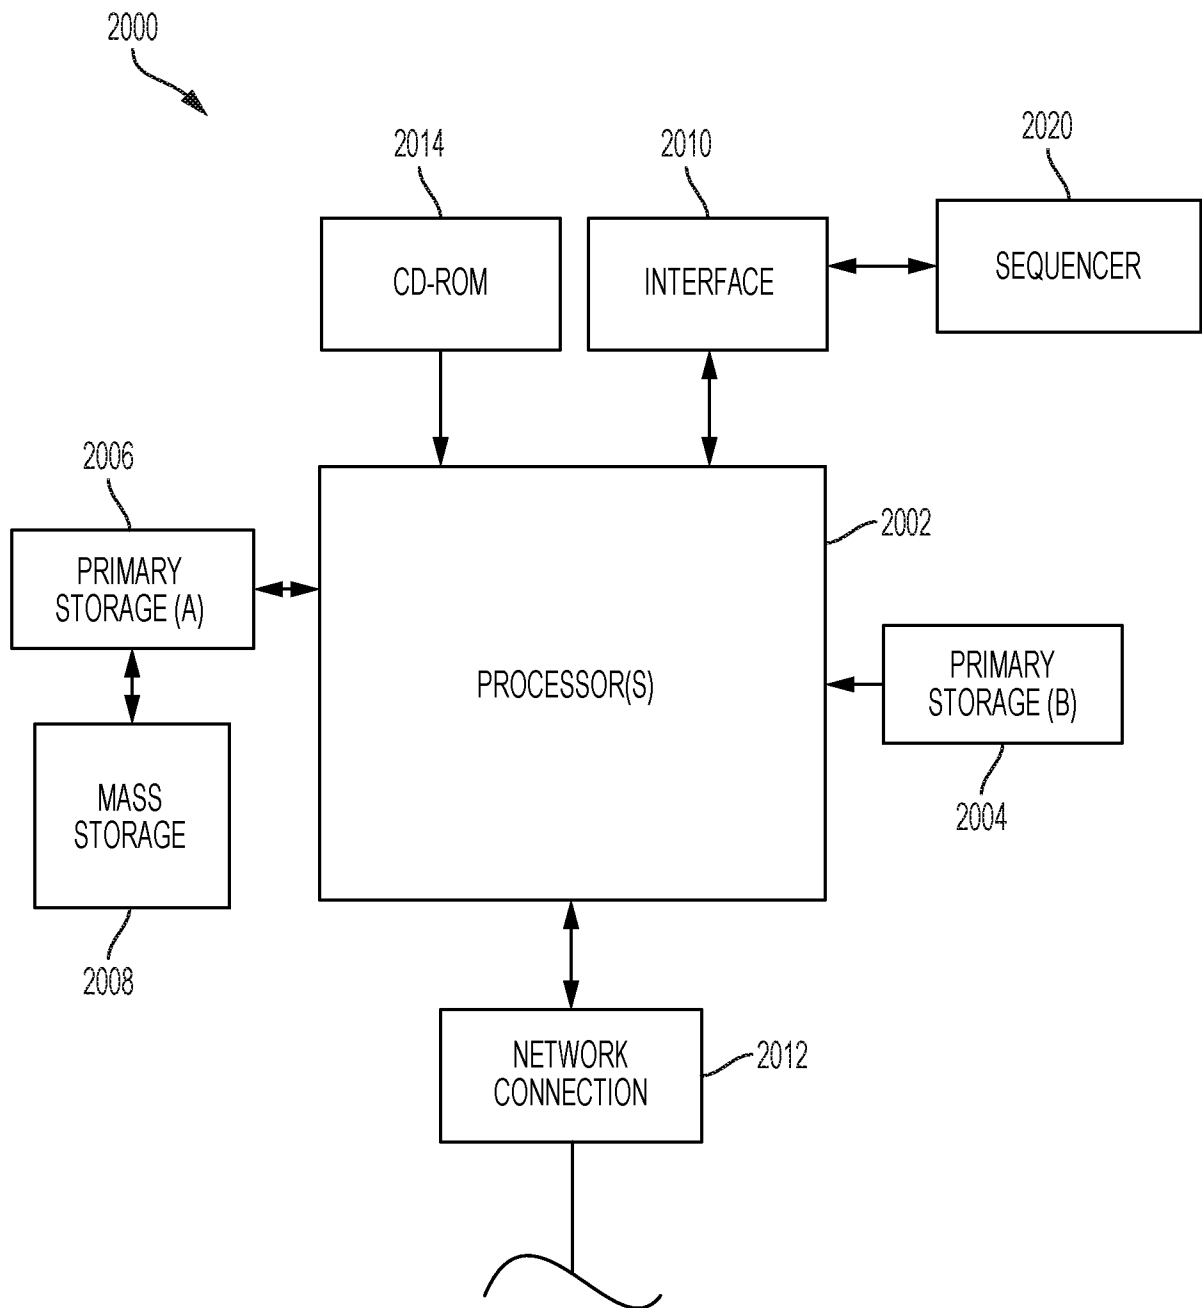 2000
2014
2010
2020
CD-ROM
INTERFACE
SEQUENCER
2006
2002
PRIMARY
STORAGE (A)
PROCESSOR(S)
PRIMARY
STORAGE (B)
MASS
STORAGE
2004
2008
NETWORK
CONNECTION
2012